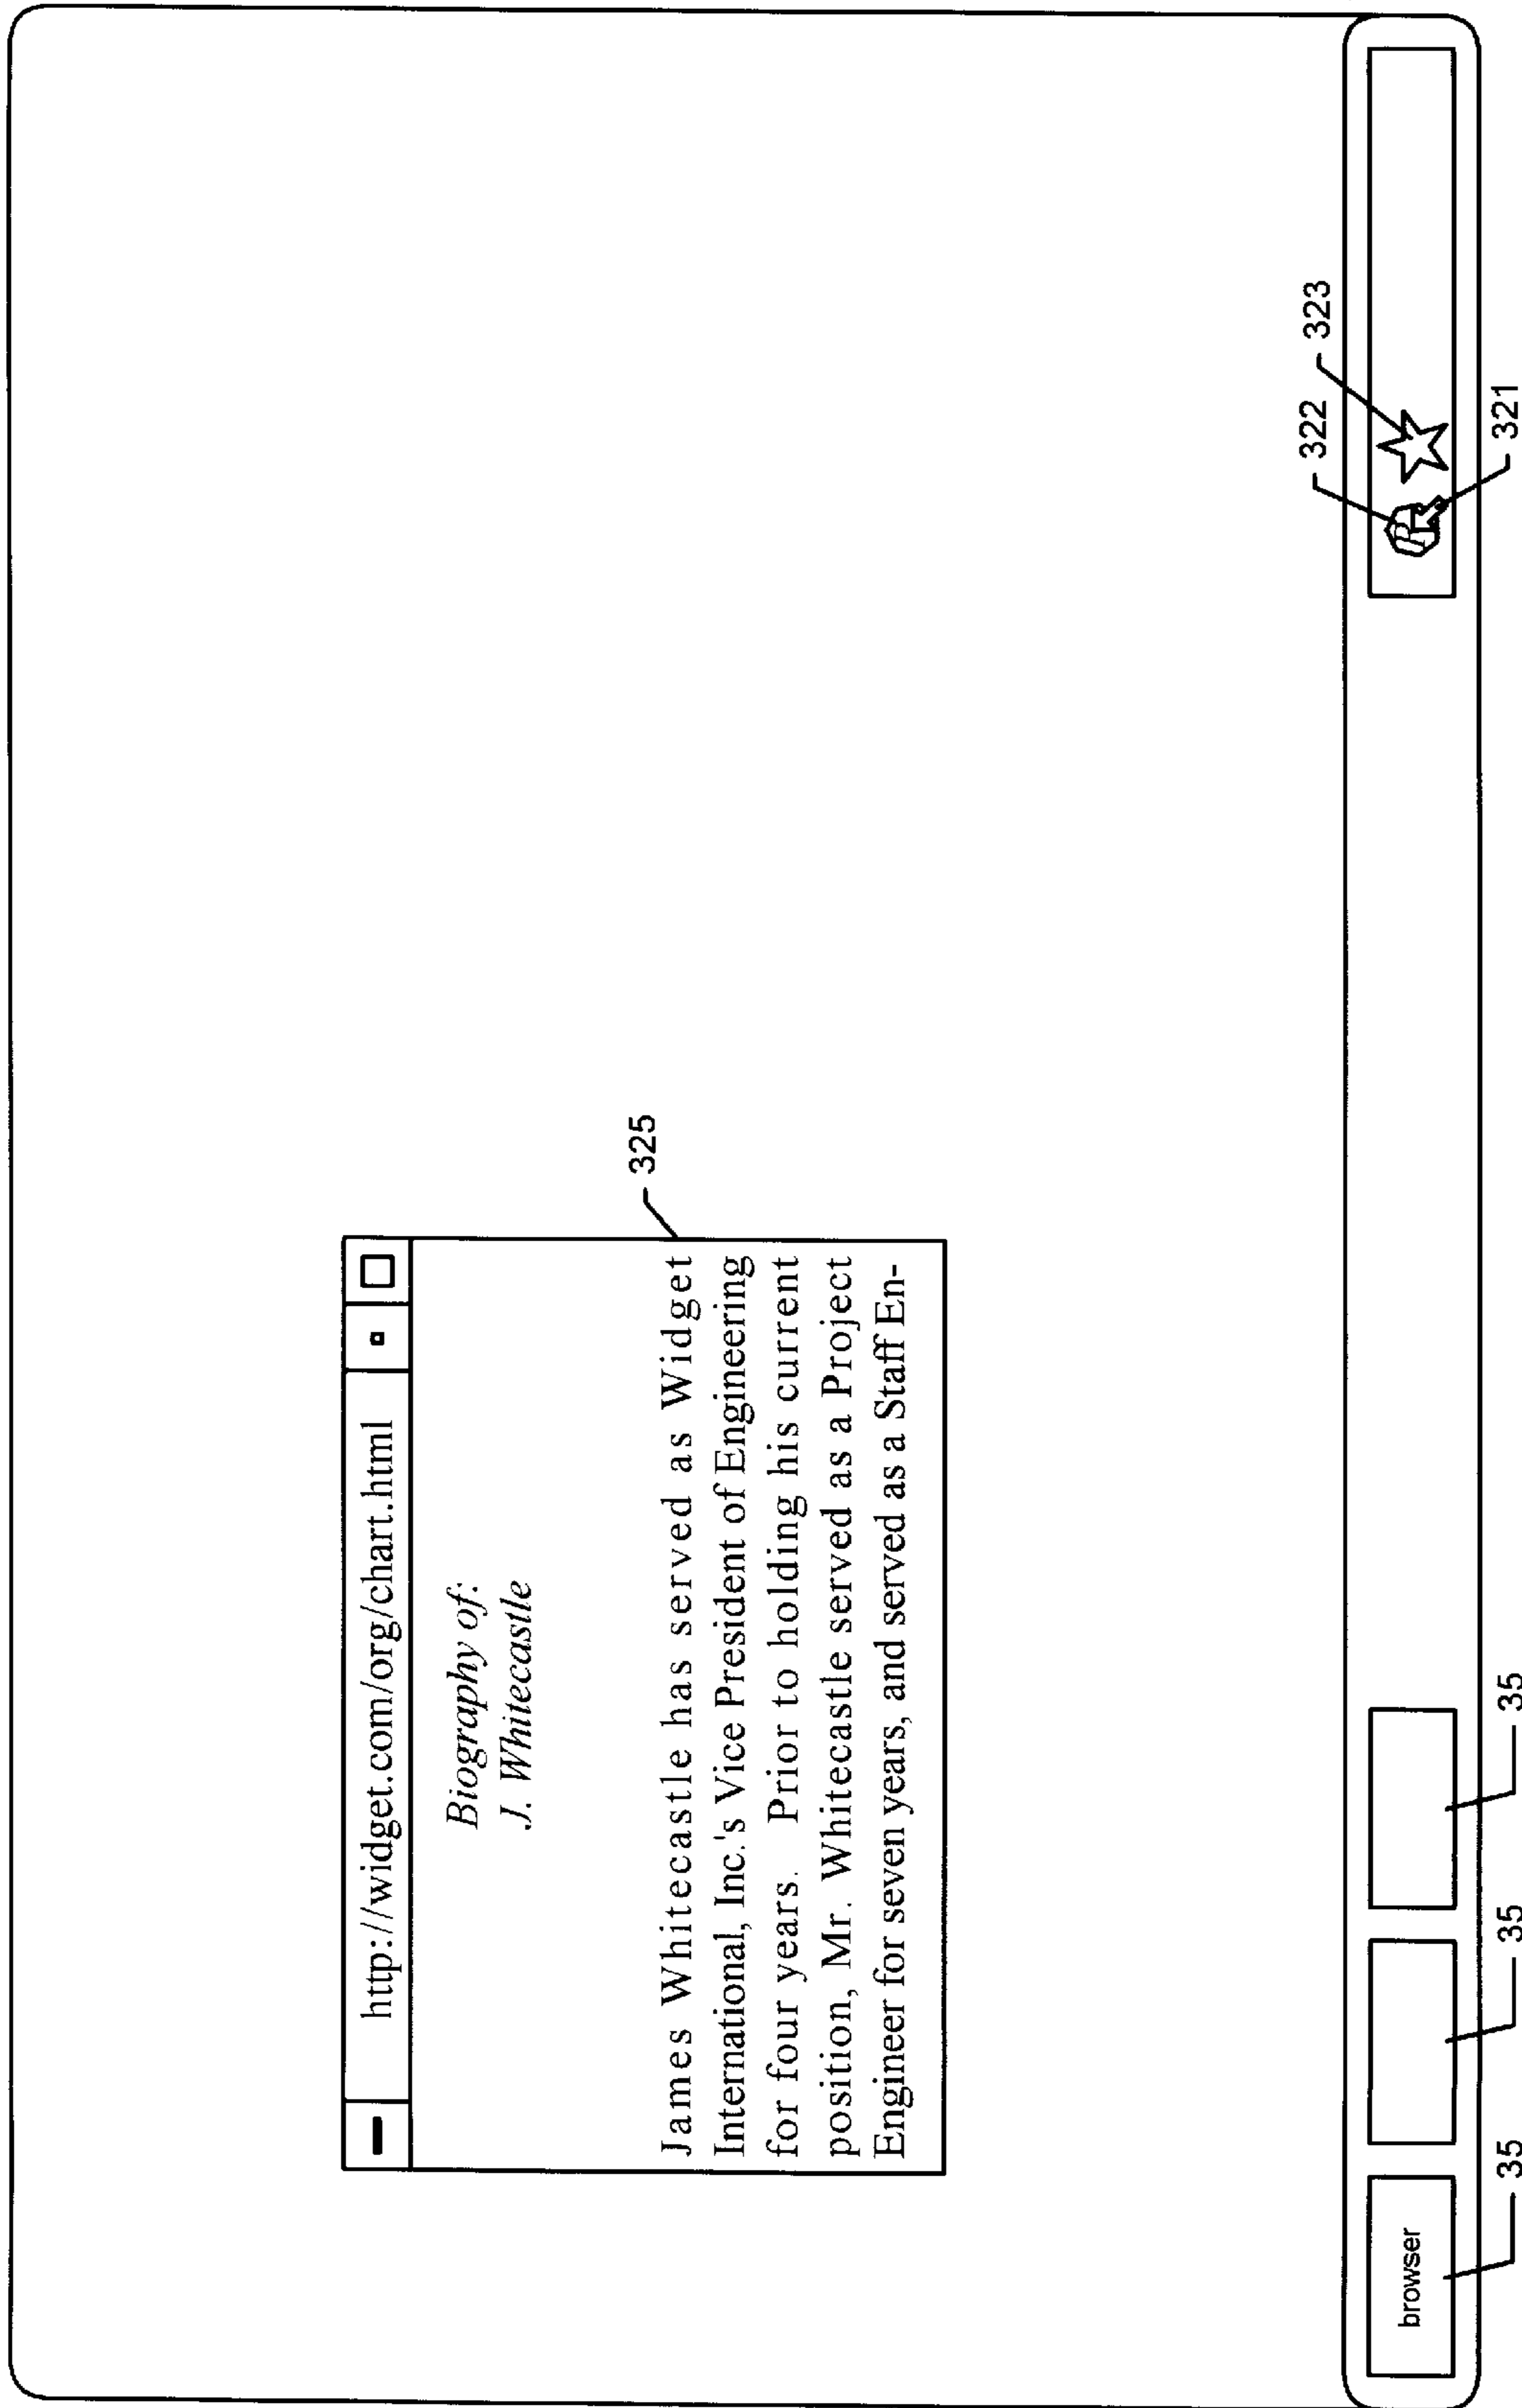 http://widget.com/org/chart.html
Biography of:
J. Whitecastle
James Whitecastle has served as Widget
International, Inc.'s Vice President of Engineering
for four years. Prior to holding his current
position, Mr. Whitecastle served as a Project
Engineer for seven years, and served as a Staff En-
325
322
323
browser
35
35
35
321